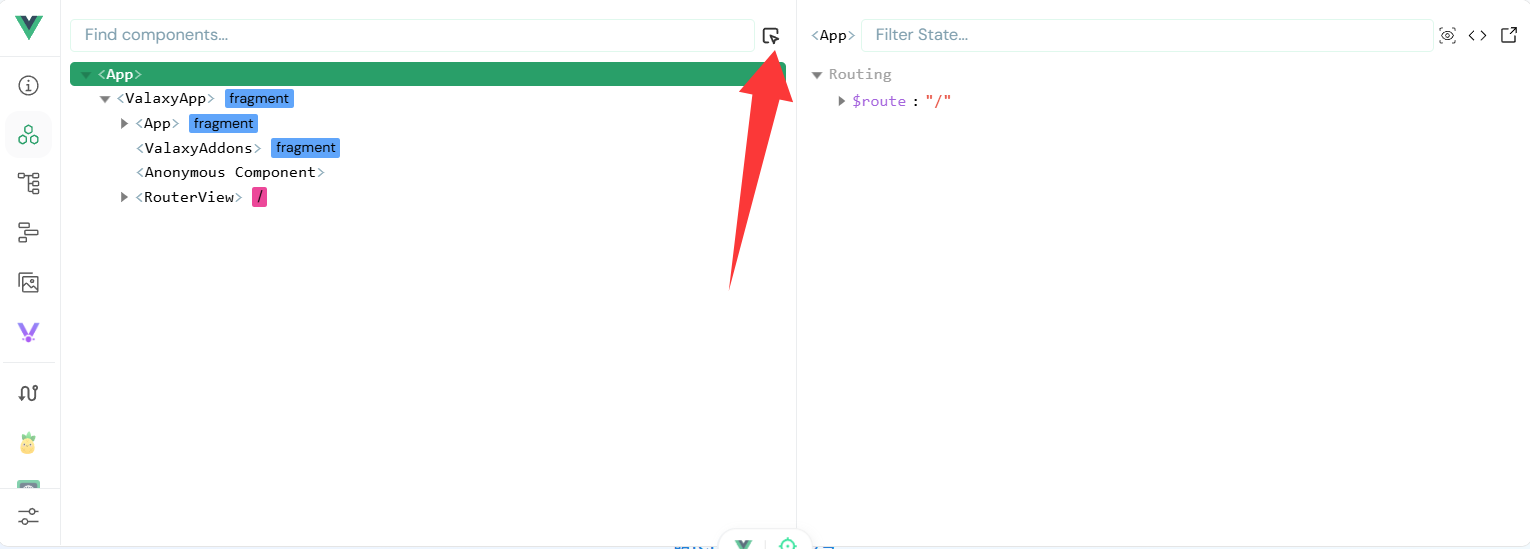 Find components...
<App> Filter State...
<App>
Routing
<ValaxyApp> fragment
$route : "/"
<App> fragment
<ValaxyAddons> fragment
<Anonymous Component>
<RouterView> /